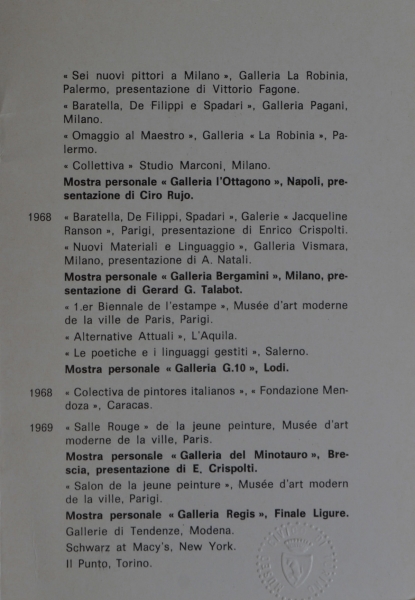 « Sei nuovi pittori a Milano », Galleria La Robinia,
Palermo, presentazione di Vittorio Fagone.
« Baratella, De Filippi e Spadari », Galleria Pagani,
Milano.
« Omaggio al Maestro », Galleria « La Robinia », Pa-
lermo.
« Collettiva » Studio Marconi, Milano.
Mostra personale « Galleria l'Ottagono », Napoli, pre-
sentazione di Ciro Rujo.
1968 « Baratella, De Filippi, Spadari », Galerie « Jacqueline
Ranson », Parigi, presentazione di Enrico Crispolti.
« Nuovi Materiali e Linguaggio », Galleria Vismara,
Milano, presentazione di A. Natali.
Mostra personale « Galleria Bergamini », Milano, pre-
sentazione di Gerard G. Talabot.
« 1.er Biennale de l'estampe », Musée d'art moderne
de la ville de Paris, Parigi.
« Alternative Attuali », L'Aquila.
« Le poetiche e i linguaggi gestiti », Salerno.
Mostra personale « Galleria G.10 », Lodi.
1968 « Colectiva de pintores italianos », « Fondazione Men-
doza », Caracas.
1969 « Salle Rouge » de la jeune peinture, Musée d'art
moderne de la ville, Paris.
Mostra personale « Galleria del Minotauro », Bre-
scia, presentazione di E. Crispolti.
« Salon de la jeune peinture », Musée d'art modern
de la ville, Parigi.
Mostra personale « Galleria Regis », Finale Ligure.
Gallerie di Tendenze, Modena.
Schwarz at Macy's, New York.
Il Punto, Torino.